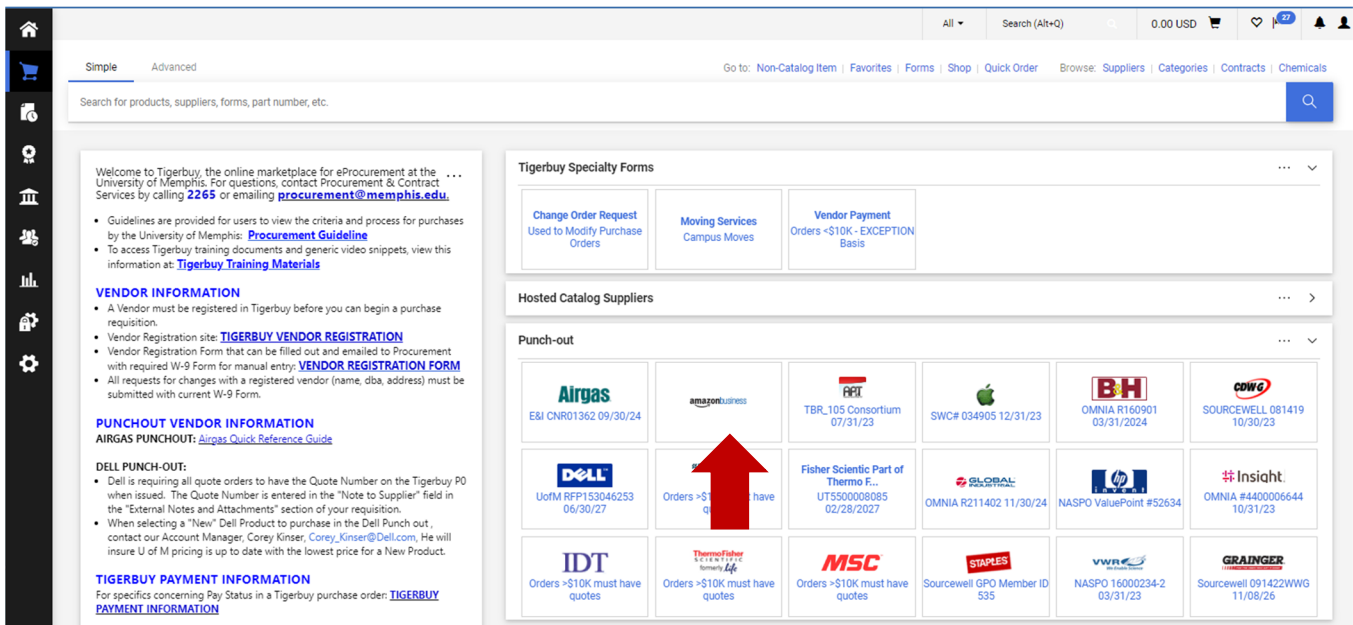 All
Search (Alt+Q)
0.00 USD
27
Simple
Advanced
Go to: Non-Catalog Item | Favorites | Forms | Shop | Quick Order
Browse: Suppliers | Categories | Contracts | Chemicals
Search for products, suppliers, forms, part number, etc.
Welcome to Tigerbuy, the online marketplace for eProcurement at the
University of Memphis. For questions, contact Procurement & Contract
Services by calling 2265 or emailing procurement@memphis.edu.
• Guidelines are provided for users to view the criteria and process for purchases
by the University of Memphis: Procurement Guideline
• To access Tigerbuy training documents and generic video snippets, view this
information at: Tigerbuy Training Materials
VENDOR INFORMATION
• A Vendor must be registered in Tigerbuy before you can begin a purchase
requisition.
• Vendor Registration site: TIGERBUY VENDOR REGISTRATION
• Vendor Registration Form that can be filled out and emailed to Procurement
with required W-9 Form for manual entry: VENDOR REGISTRATION FORM
• All requests for changes with a registered vendor (name, dba, address) must be
submitted with current W-9 Form.
PUNCHOUT VENDOR INFORMATION
AIRGAS PUNCHOUT: Airgas Quick Reference Guide
DELL PUNCH-OUT:
• Dell is requiring all quote orders to have the Quote Number on the Tigerbuy P0
when issued. The Quote Number is entered in the "Note to Supplier" field in
the "External Notes and Attachments" section of your requisition.
• When selecting a "New" Dell Product to purchase in the Dell Punch out ,
contact our Account Manager, Corey Kinser, Corey_Kinser@Dell.com, He will
insure U of M pricing is up to date with the lowest price for a New Product.
TIGERBUY PAYMENT INFORMATION
For specifics concerning Pay Status in a Tigerbuy purchase order: TIGERBUY
PAYMENT INFORMATION
Tigerbuy Specialty Forms
Change Order Request
Used to Modify Purchase
Orders
Moving Services
Campus Moves
Vendor Payment
Orders <$10K - EXCEPTION
Basis
Hosted Catalog Suppliers
Punch-out
Airgas
E&I CNR01362 09/30/24
amazonbusiness
TBR_105 Consortium
07/31/23
SWC# 034905 12/31/23
B&H
OMNIA R160901
03/31/2024
CDWG
SOURCEWELL 081419
10/30/23
DELL
UofM RFP153046253
06/30/27
Orders >$1 have
Fisher Scientic Part of
Thermo F...
UT5500008085
02/28/2027
GLOBAL
INDUSTRIAL
OMNIA R211402 11/30/24
hp
invent
NASPO ValuePoint #52634
Insight
OMNIA #4400006644
10/31/23
IDT
Orders >$10K must have
quotes
ThermoFisher
SCIENTIFIC
formerly life
Orders >$10K must have
quotes
MSC
Orders >$10K must have
quotes
STAPLES
Sourcewell GPO Member ID
535
VWR
We Enable Science
NASPO 16000234-2
03/31/23
GRAINGER
Sourcewell 091422WWG
11/08/26